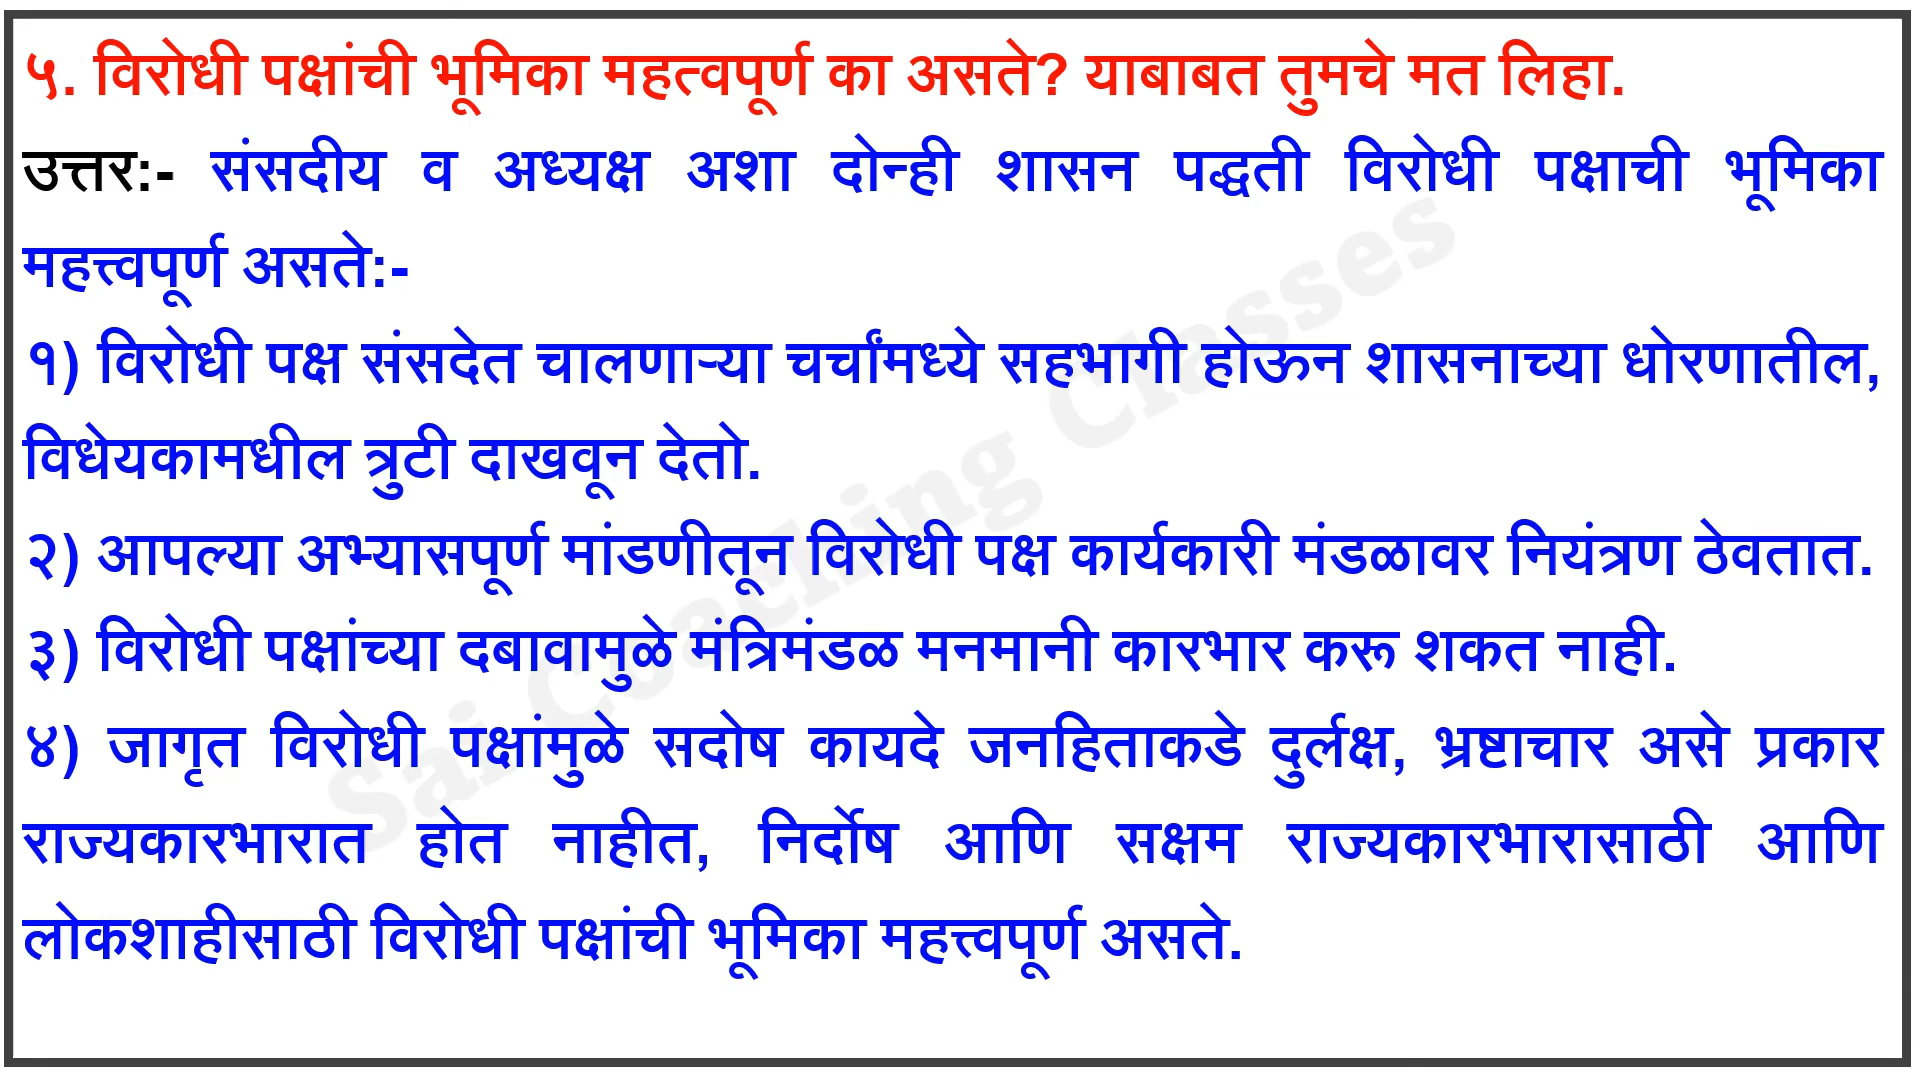 ५. विरोधी पक्षांची भूमिका महत्वपूर्ण का असते? याबाबत तुमचे मत लिहा.
उत्तर:- संसदीय व अध्यक्ष अशा दोन्ही शासन पद्धती विरोधी पक्षाची भूमिका
महत्त्वपूर्ण असते:-
१) विरोधी पक्ष संसदेत चालणाऱ्या चर्चांमध्ये सहभागी होऊन शासनाच्या धोरणातील,
विधेयकामधील त्रुटी दाखवून देतो.
२) आपल्या अभ्यासपूर्ण मांडणीतून विरोधी पक्ष कार्यकारी मंडळावर नियंत्रण ठेवतात.
३) विरोधी पक्षांच्या दबावामुळे मंत्रिमंडळ मनमानी कारभार करू शकत नाही.
४) जागृत विरोधी पक्षांमुळे सदोष कायदे जनहिताकडे दुर्लक्ष, भ्रष्टाचार असे प्रकार
राज्यकारभारात होत नाहीत, निर्दोष आणि सक्षम राज्यकारभारासाठी आणि
लोकशाहीसाठी विरोधी पक्षांची भूमिका महत्त्वपूर्ण असते.
Sai Coaching Classes